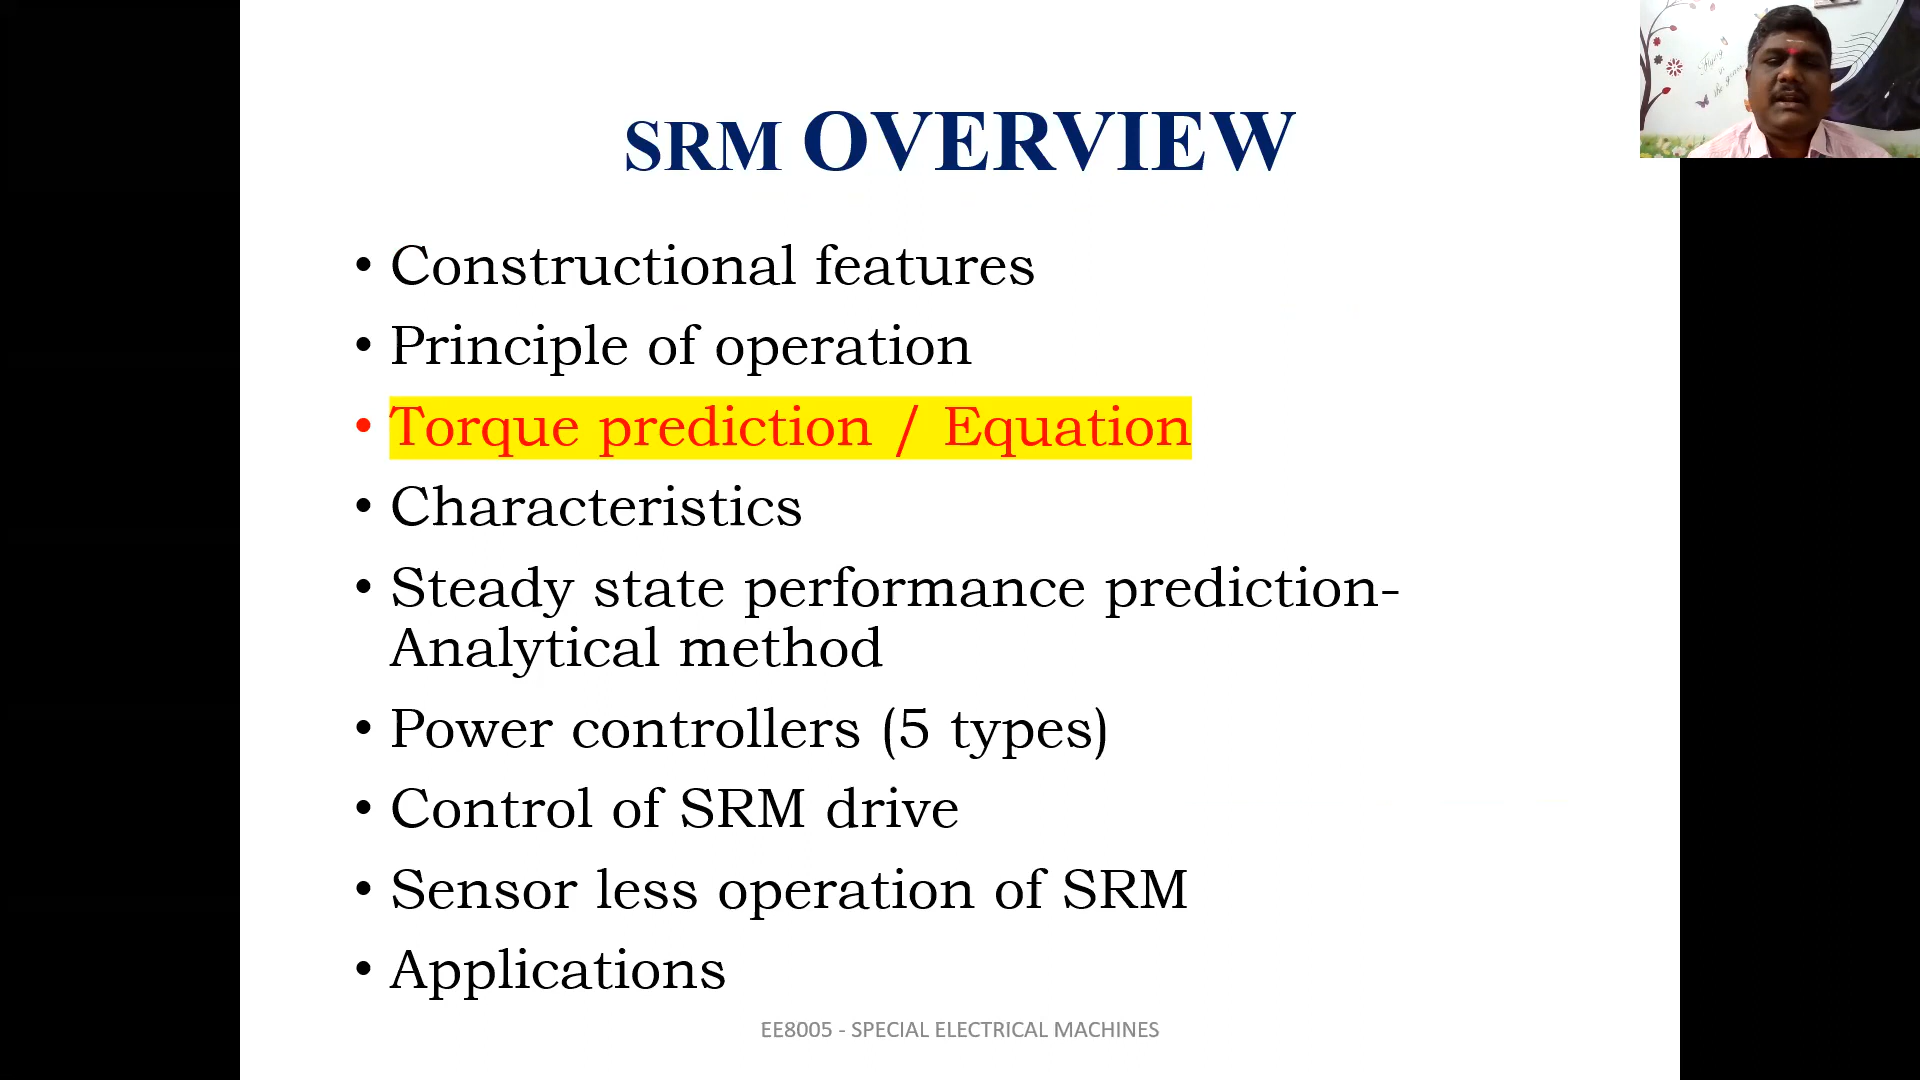 SRM OVERVIEW
• Constructional features
• Principle of operation
• Torque prediction / Equation
• Characteristics
• Steady state performance prediction-
Analytical method
• Power controllers (5 types)
• Control of SRM drive
• Sensor less operation of SRM
• Applications
EE8005 - SPECIAL ELECTRICAL MACHINES